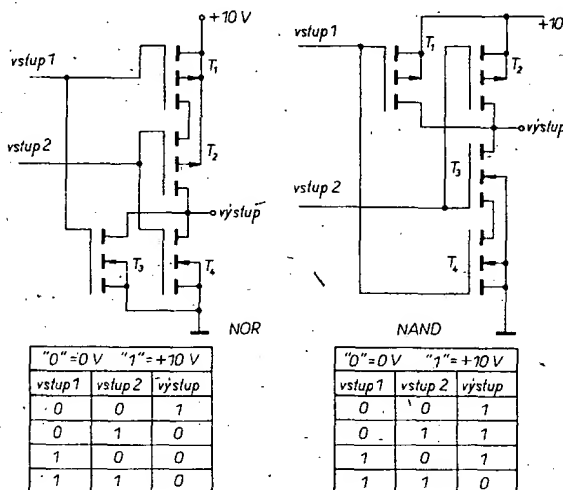 +10 V
vstup 1
T1
vstup 2
T2
výstup
T3
T4
NOR
"0"=0 V "1"=+10 V
vstup 1 vstup 2 výstup
0 0 1
0 1 0
1 0 0
1 1 0
+10
vstup 1
T1
T2
výstup
T3
vstup 2
T4
NAND
"0"=0 V "1"=+10 V
vstup 1 vstup 2 výstup
0 0 1
0 1 1
1 0 1
1 1 0